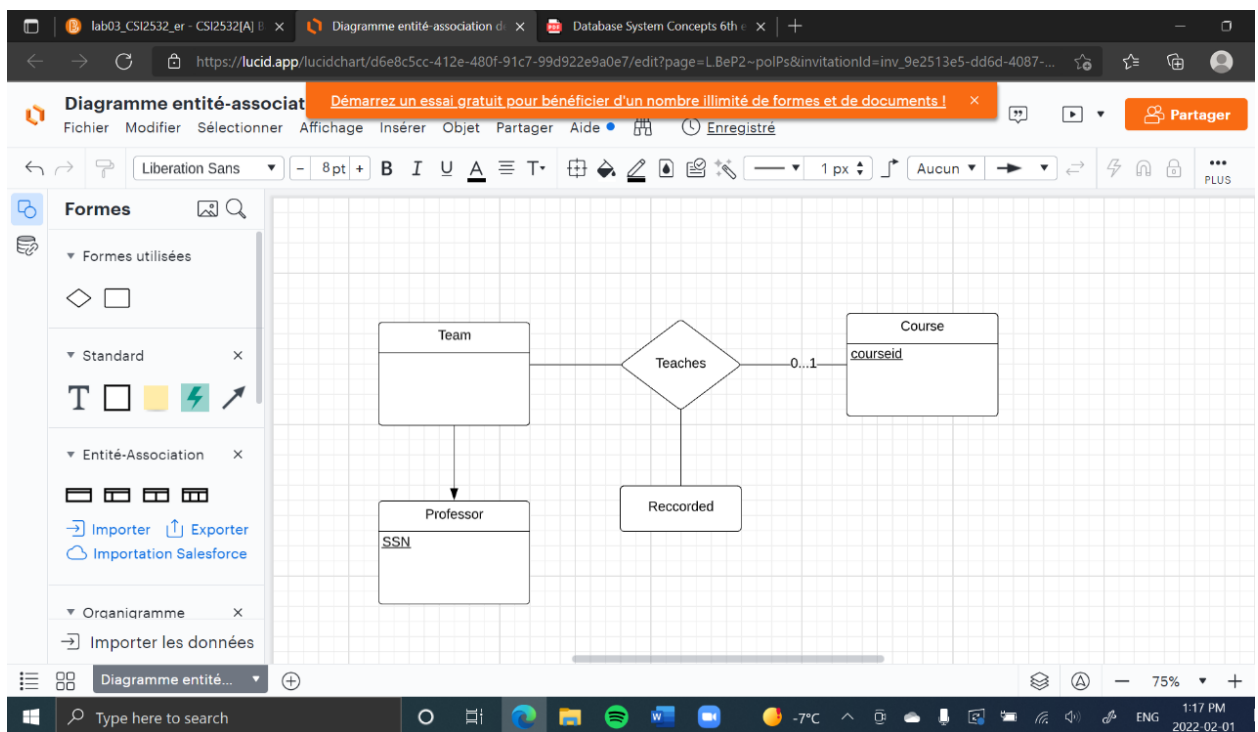 lab03_CSI2532_er - CSI2532[A] B
Diagramme entité-association d
Database System Concepts 6th e
https://lucid.app/lucidchart/d6e8c5cc-412e-480f-91c7-99d922e9a0e7/edit?page=L.BeP2~polPs&invitationId=inv_9e2513e5-dd6d-4087-...
Diagramme entité-associat
Démarrez un essai gratuit pour bénéficier d'un nombre illimité de formes et de documents !
Fichier Modifier Sélectionner Affichage Insérer Objet Partager Aide Enregistré
Partager
Liberation Sans - 8 pt + B I U A T 1 px Aucun
PLUS
Formes
Formes utilisées
Standard
T
Entité-Association
Importer Exporter
Importation Salesforce
Organigramme
Importer les données
Team
Teaches
0...1
Course
courseid
Professor
SSN
Reccorded
Diagramme entité...
75%
Type here to search
-7°C
ENG
1:17 PM
2022-02-01